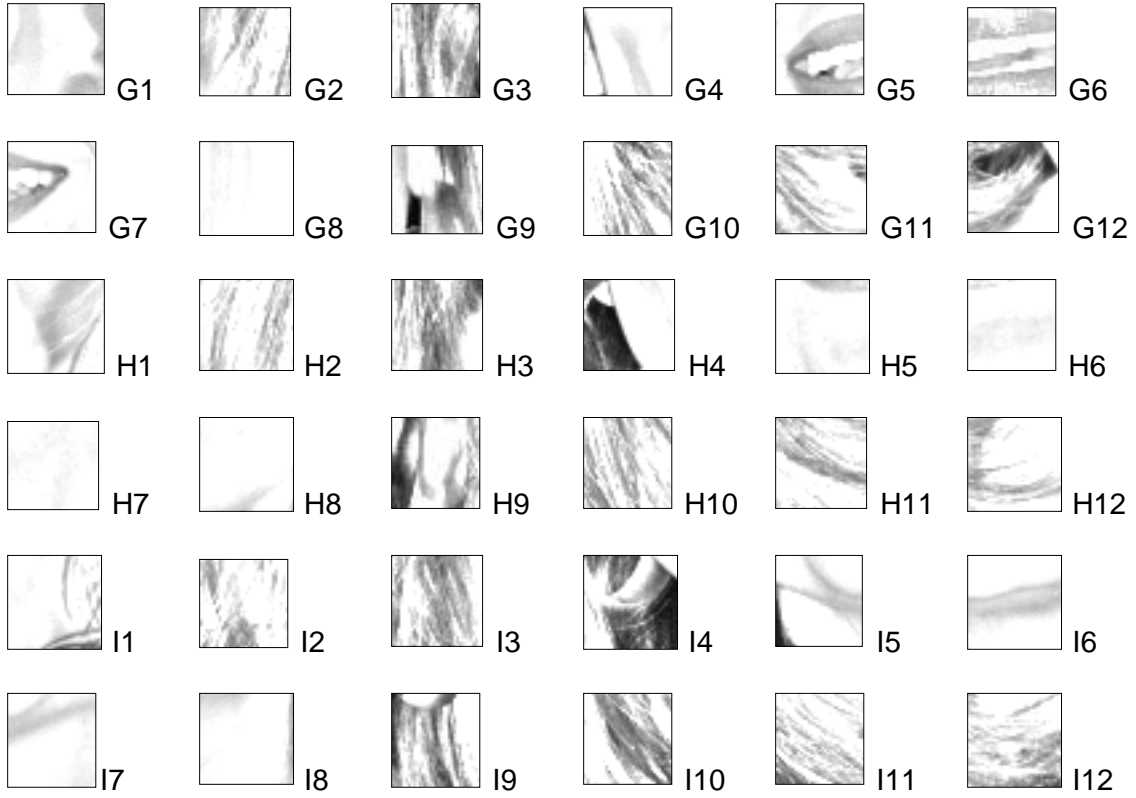 G1 G2 G3 G4 G5 G6
G7 G8 G9 G10 G11 G12
H1 H2 H3 H4 H5 H6
H7 H8 H9 H10 H11 H12
I1 I2 I3 I4 I5 I6
I7 I8 I9 I10 I11 I12